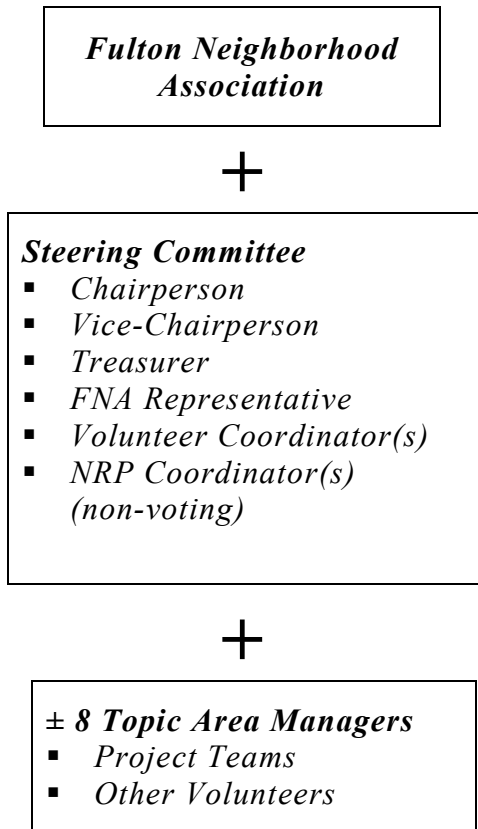 Fulton Neighborhood
Association
+
Steering Committee
▪ Chairperson
▪ Vice-Chairperson
▪ Treasurer
▪ FNA Representative
▪ Volunteer Coordinator(s)
▪ NRP Coordinator(s)
(non-voting)
+
± 8 Topic Area Managers
▪ Project Teams
▪ Other Volunteers